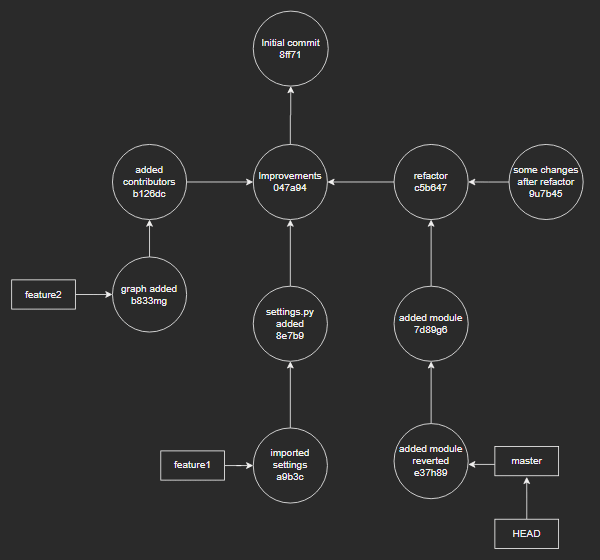 Initial commit
8ff71
added
contributors
b126dc
Improvements
047a94
refactor
c5b647
some changes
after refactor
9u7b45
feature2
graph added
b833mg
settings.py
added
8e7b9
added module
7d89g6
feature1
imported
settings
a9b3c
added module
reverted
e37h89
master
HEAD